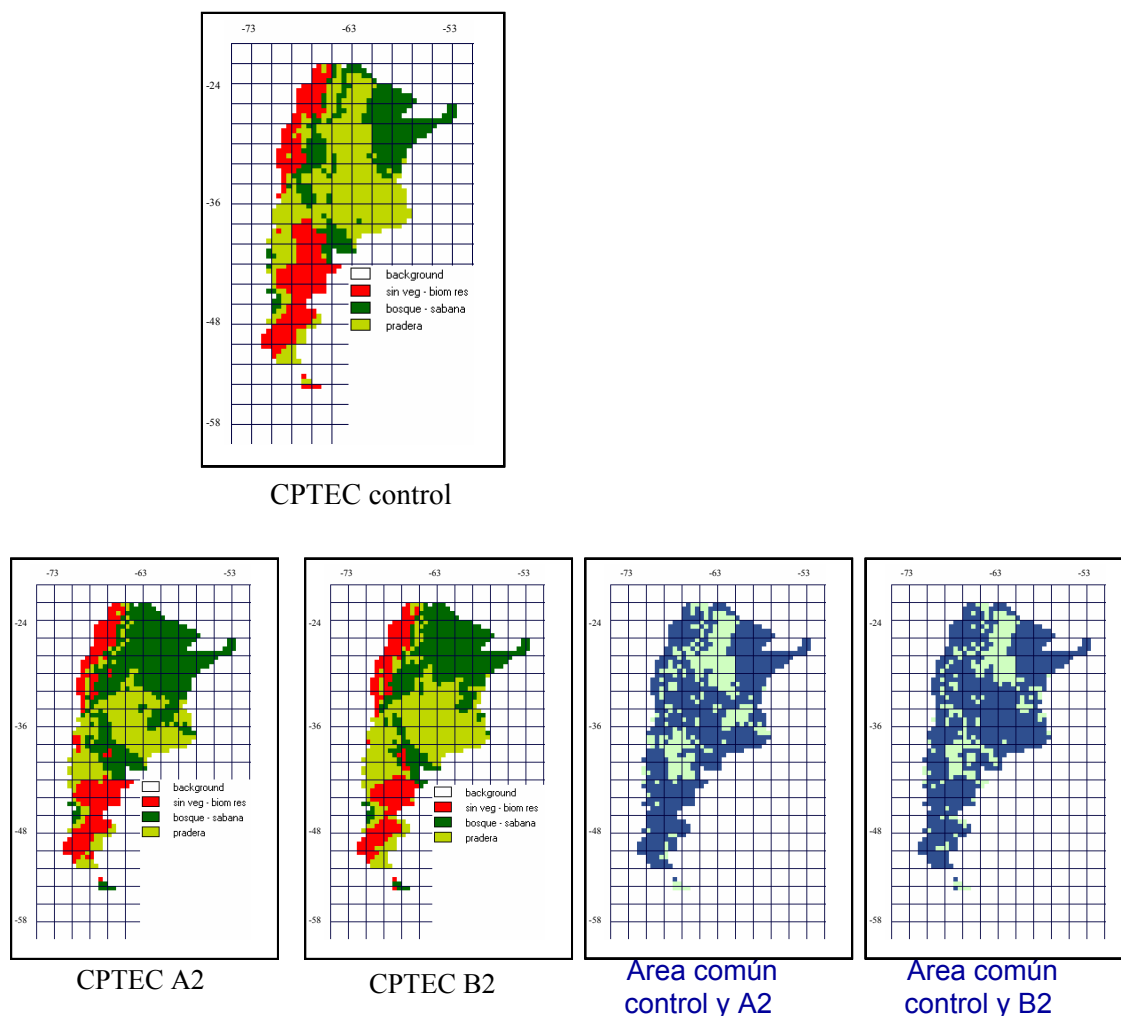 -73 -63 -53
-24
-36
-48
-58
background
sin veg - biom res
bosque - sabana
pradera
CPTEC control
-73 -63 -53
-24
-36
-48
-58
background
sin veg - biom res
bosque - sabana
pradera
CPTEC A2
-73 -63 -53
-24
-36
-48
-58
background
sin veg - biom res
bosque - sabana
pradera
CPTEC B2
-73 -63 -53
-24
-36
-48
-58
Area común
control y A2
-73 -63 -53
-24
-36
-48
-58
Area común
control y B2